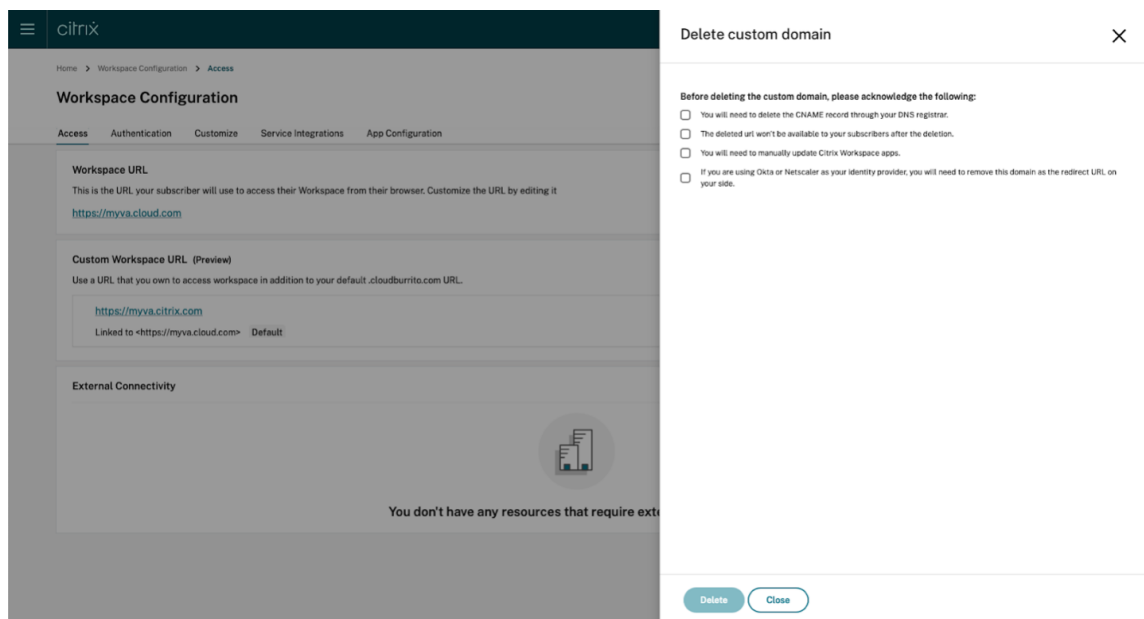 citrix
Home > Workspace Configuration > Access
Workspace Configuration
Access Authentication Customize Service Integrations App Configuration
Workspace URL
This is the URL your subscriber will use to access their Workspace from their browser. Customize the URL by editing it
https://myva.cloud.com
Custom Workspace URL (Preview)
Use a URL that you own to access workspace in addition to your default .cloudburrito.com URL.
https://myva.citrix.com
Linked to <https://myva.cloud.com> Default
External Connectivity
You don't have any resources that require exte
Delete custom domain
Before deleting the custom domain, please acknowledge the following:
You will need to delete the CNAME record through your DNS registrar.
The deleted url won't be available to your subscribers after the deletion.
You will need to manually update Citrix Workspace apps.
If you are using Okta or Netscaler as your identity provider, you will need to remove this domain as the redirect URL on
your side.
Delete Close